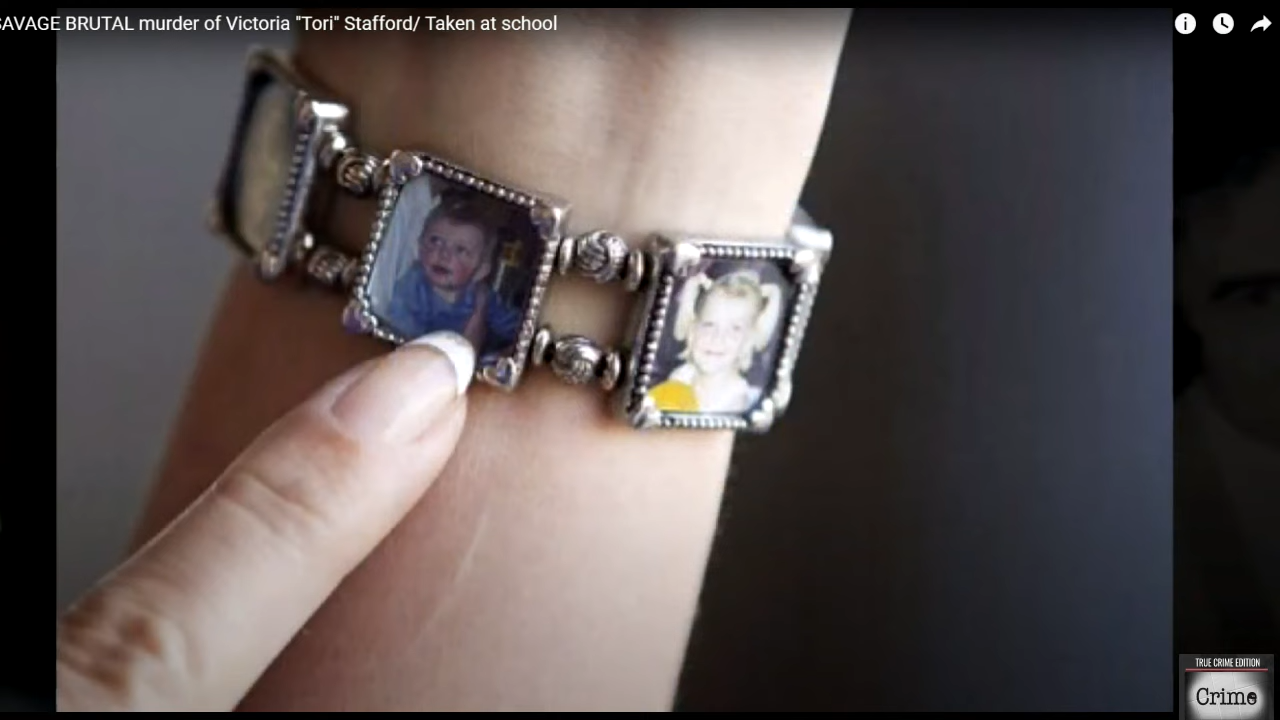 SAVAGE BRUTAL murder of Victoria "Tori" Stafford/ Taken at school
TRUE CRIME EDITION
Crime